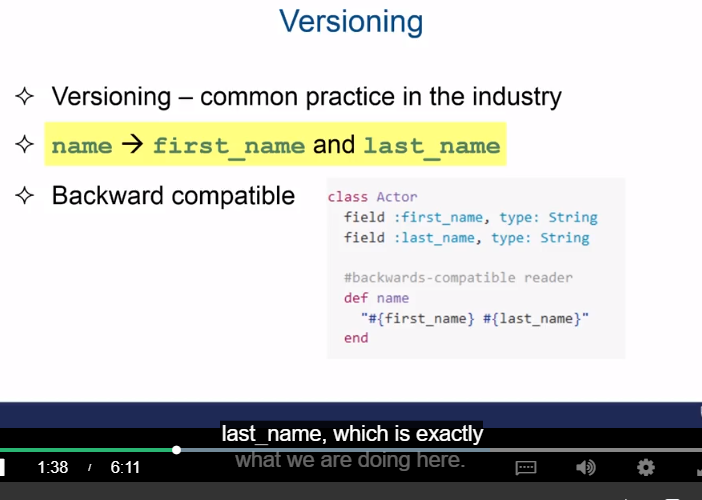 Versioning
✧ Versioning – common practice in the industry
✧ name → first_name and last_name
✧ Backward compatible
class Actor
field :first_name, type: String
field :last_name, type: String
#backwards-compatible reader
def name
"#{first_name} #{last_name}"
end
last_name, which is exactly
what we are doing here.
1:38 / 6:11